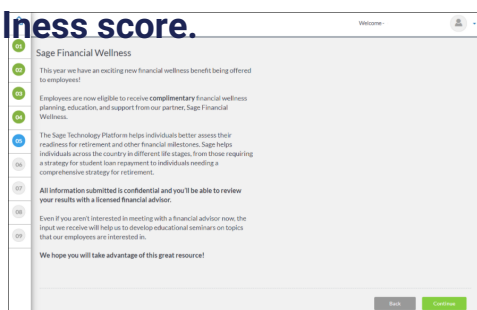 lness score.
Welcome -
01
Sage Financial Wellness
02
This year we have an exciting new financial wellness benefit being offered
to employees!
03
Employees are now eligible to receive complimentary financial wellness
planning, education, and support from our partner, Sage Financial
04
Wellness.
05
The Sage Technology Platform helps individuals better assess their
readiness for retirement and other financial milestones. Sage helps
individuals across the country in different life stages, from those requiring
06
a strategy for student loan repayment to individuals needing a
comprehensive strategy for retirement.
07
All information submitted is confidential and you'll be able to review
your results with a licensed financial advisor.
08
Even if you aren't interested in meeting with a financial advisor now, the
input we receive will help us to develop educational seminars on topics
09
that our employees are interested in.
We hope you will take advantage of this great resource!
Back
Continue